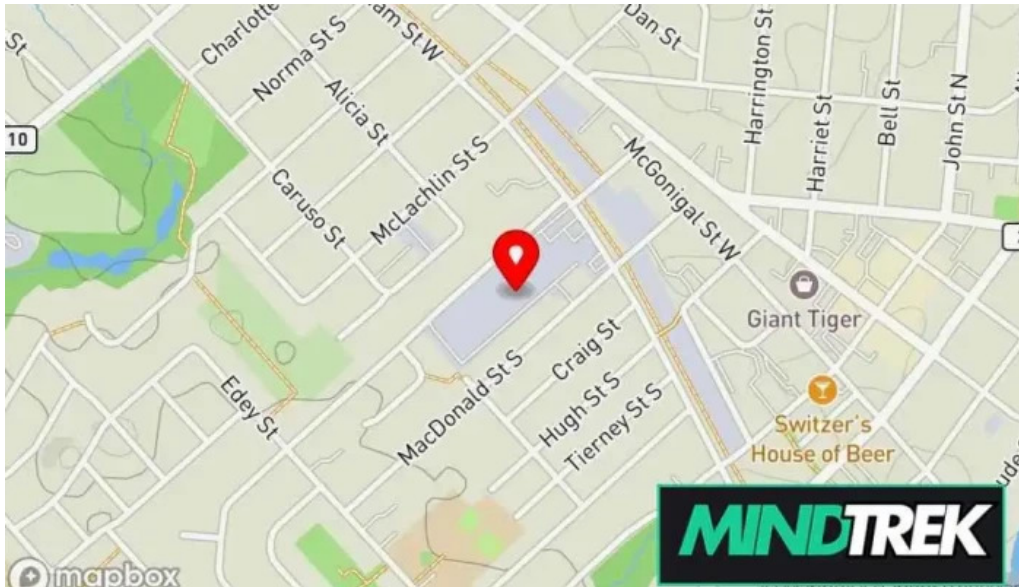 St
Charlotte
Norma St S
am St W
Dan St
Alicia St
Harrington St
Harriet St
Bell St
John St N
10
McLachlin St S
McGonigal St W
Caruso St
Giant Tiger
Edey St
MacDonald St S
Craig St
Hugh St S
Tierney St S
Switzer's
House of Beer
ude
MINDTREK
mapbox